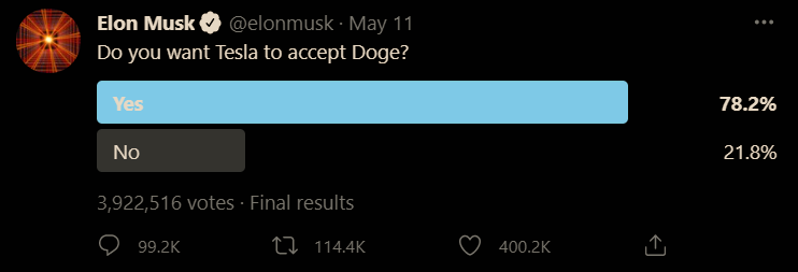 Elon Musk @elonmusk · May 11
Do you want Tesla to accept Doge?
Yes 78.2%
No 21.8%
3,922,516 votes · Final results
99.2K 114.4K 400.2K